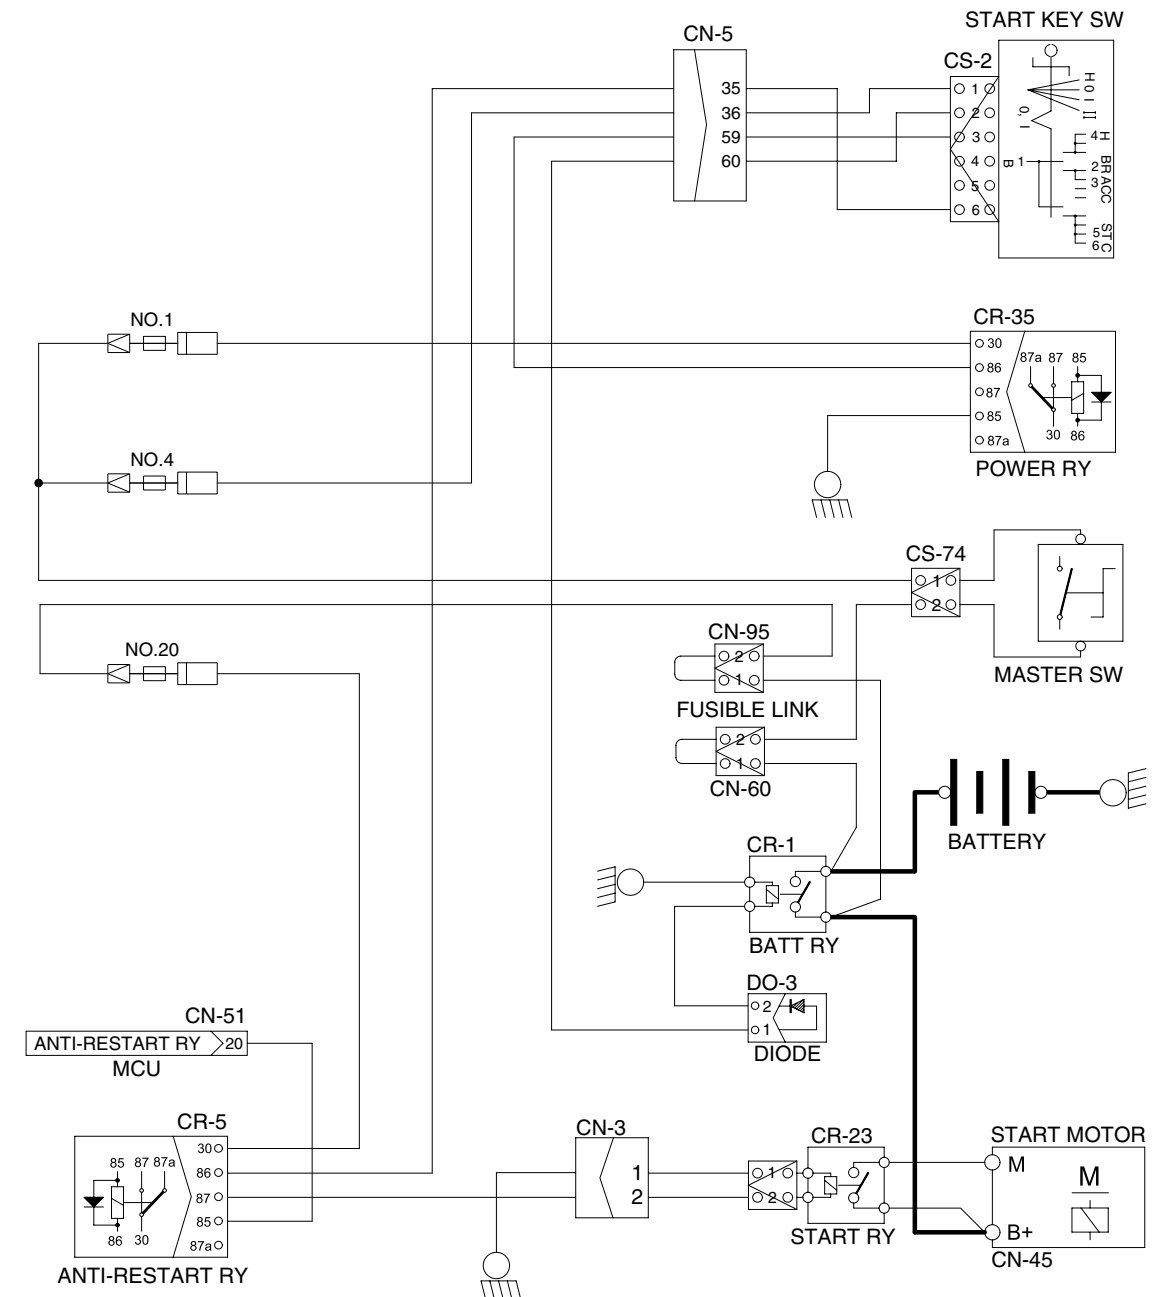 START KEY SW
CN-5
CS-2
35
36
59
60
1
2
3
4
5
6
H
0
I
II
0, I
B 1
4 H
BR
2
ACC
3
ST
5
C
6
NO.1
CR-35
30
86
87
85
87a
87a 87 85
30 86
POWER RY
NO.4
CS-74
1
2
MASTER SW
NO.20
CN-95
2
1
FUSIBLE LINK
2
1
CN-60
BATTERY
CR-1
BATT RY
DO-3
2
1
DIODE
CN-51
ANTI-RESTART RY 20
MCU
CR-5
30
86
87
85
87a
85 87 87a
86 30
ANTI-RESTART RY
CN-3
1
2
CR-23
1
2
START RY
START MOTOR
M
M
B+
CN-45